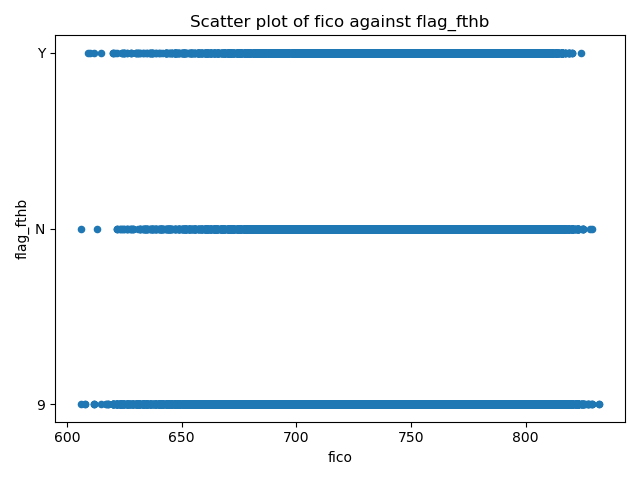 Scatter plot of fico against flag_fthb
Y
N
9
flag_fthb
600 650 700 750 800
fico